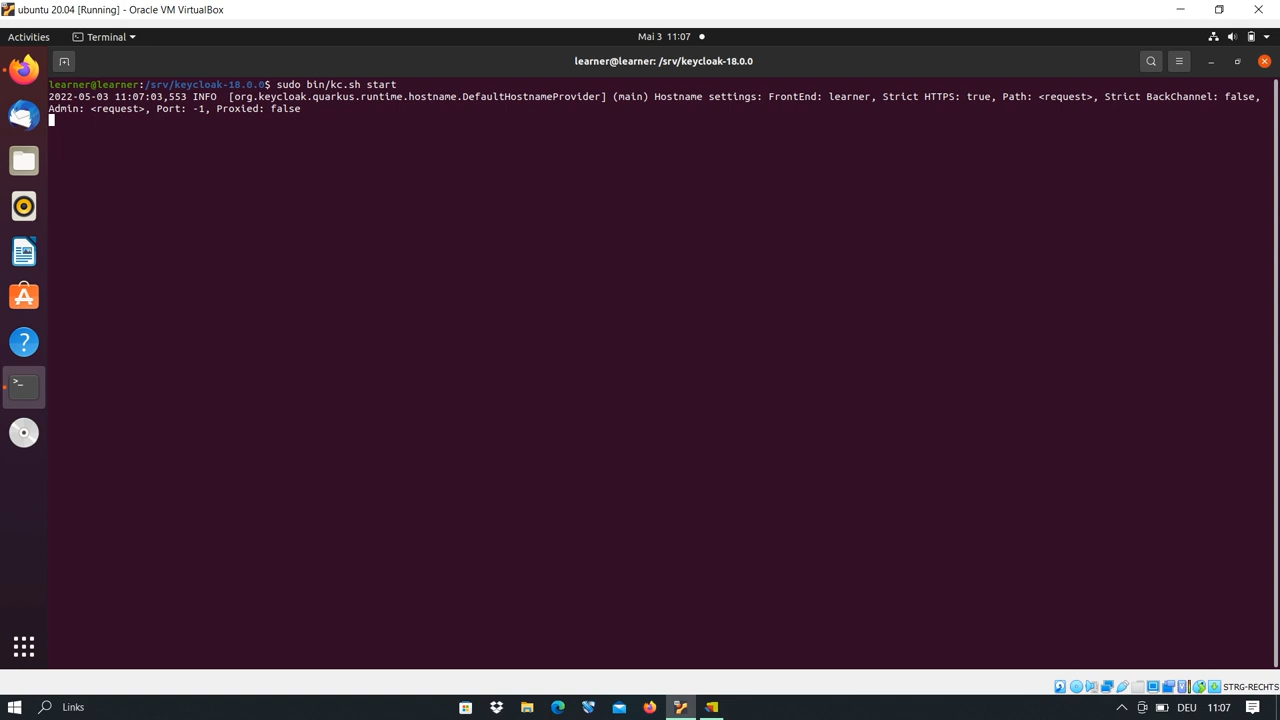 ubuntu 20.04 [Running] - Oracle VM VirtualBox
Activities
Terminal
Mai 3 11:07
learner@learner: /srv/keycloak-18.0.0
learner@learner:/srv/keycloak-18.0.0$ sudo bin/kc.sh start
2022-05-03 11:07:03,553 INFO  [org.keycloak.quarkus.runtime.hostname.DefaultHostnameProvider] (main) Hostname settings: FrontEnd: learner, Strict HTTPS: true, Path: <request>, Strict BackChannel: false,
Admin: <request>, Port: -1, Proxied: false
STRG-RECHTS
Links
DEU
11:07